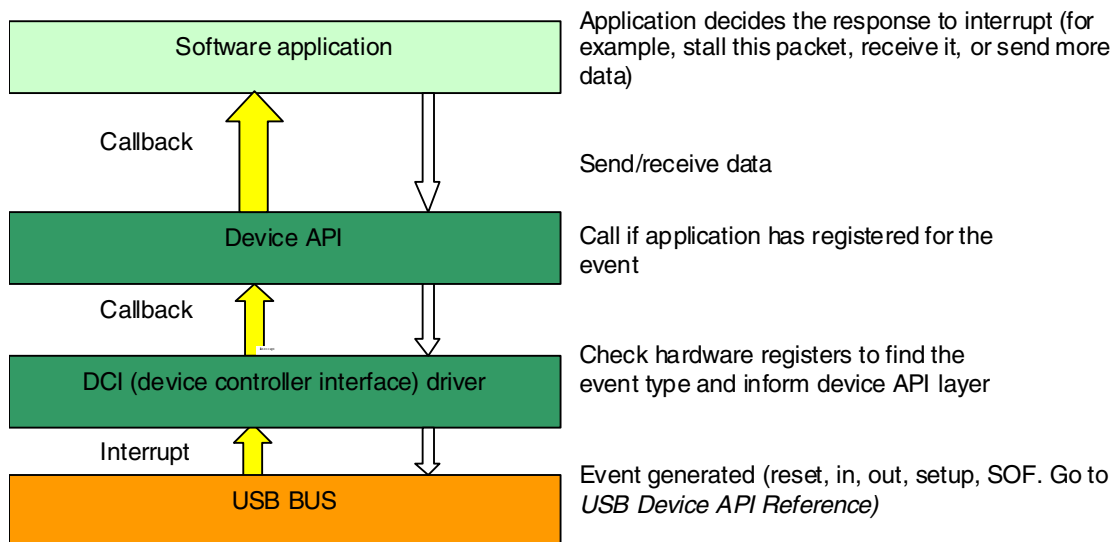 Software application
Application decides the response to interrupt (for
example, stall this packet, receive it, or send more
data)
Callback
Send/receive data
Device API
Call if application has registered for the
event
Callback
DCI (device controller interface) driver
Check hardware registers to find the
event type and inform device API layer
Interrupt
USB BUS
Event generated (reset, in, out, setup, SOF. Go to
USB Device API Reference)